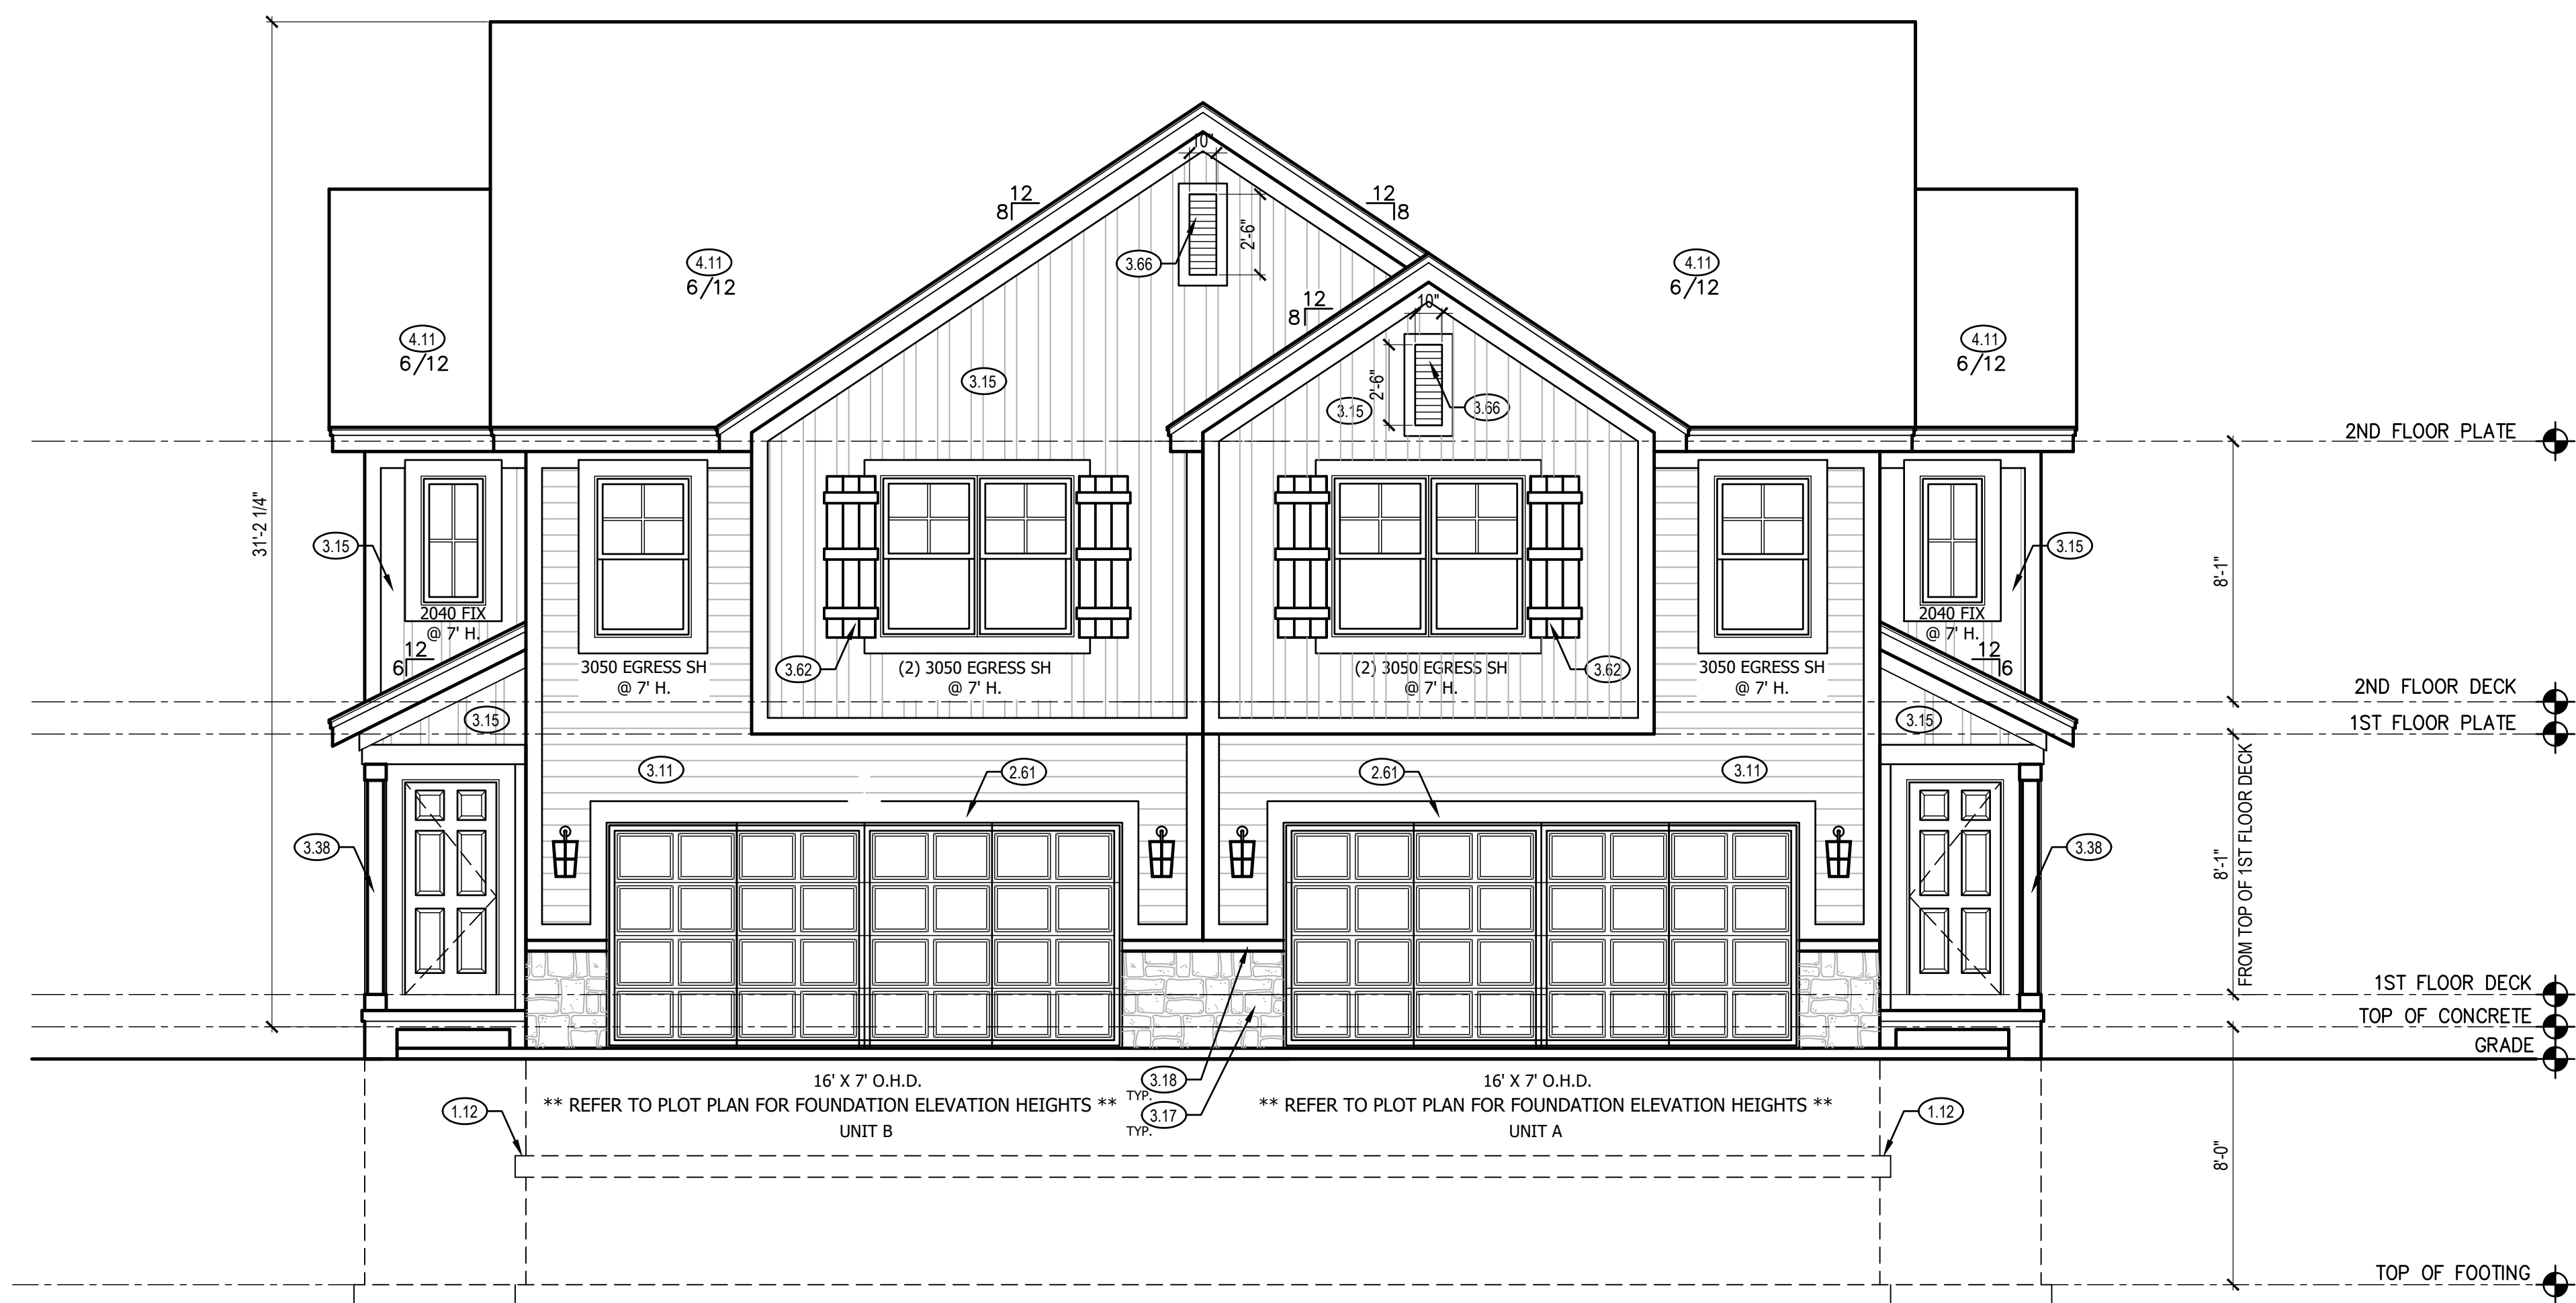 10"
12
8
12
8
2'-6"
3.66
4.11
6/12
4.11
6/12
12
8
10"
4.11
6/12
4.11
6/12
3.15
2'-6"
3.15
3.66
2ND FLOOR PLATE
31'-2 1/4"
3.15
3.15
8'-1"
2040 FIX
@ 7' H.
2040 FIX
@ 7' H.
12
6
12
6
3050 EGRESS SH
@ 7' H.
3.62
(2) 3050 EGRESS SH
@ 7' H.
(2) 3050 EGRESS SH
@ 7' H.
3.62
3050 EGRESS SH
@ 7' H.
2ND FLOOR DECK
3.15
3.15
1ST FLOOR PLATE
3.11
2.61
2.61
3.11
3.38
3.38
8'-1"
FROM TOP OF 1ST FLOOR DECK
1ST FLOOR DECK
TOP OF CONCRETE
GRADE
16' X 7' O.H.D.
** REFER TO PLOT PLAN FOR FOUNDATION ELEVATION HEIGHTS **
UNIT B
3.18
TYP.
3.17
TYP.
16' X 7' O.H.D.
** REFER TO PLOT PLAN FOR FOUNDATION ELEVATION HEIGHTS **
UNIT A
1.12
1.12
8'-0"
TOP OF FOOTING